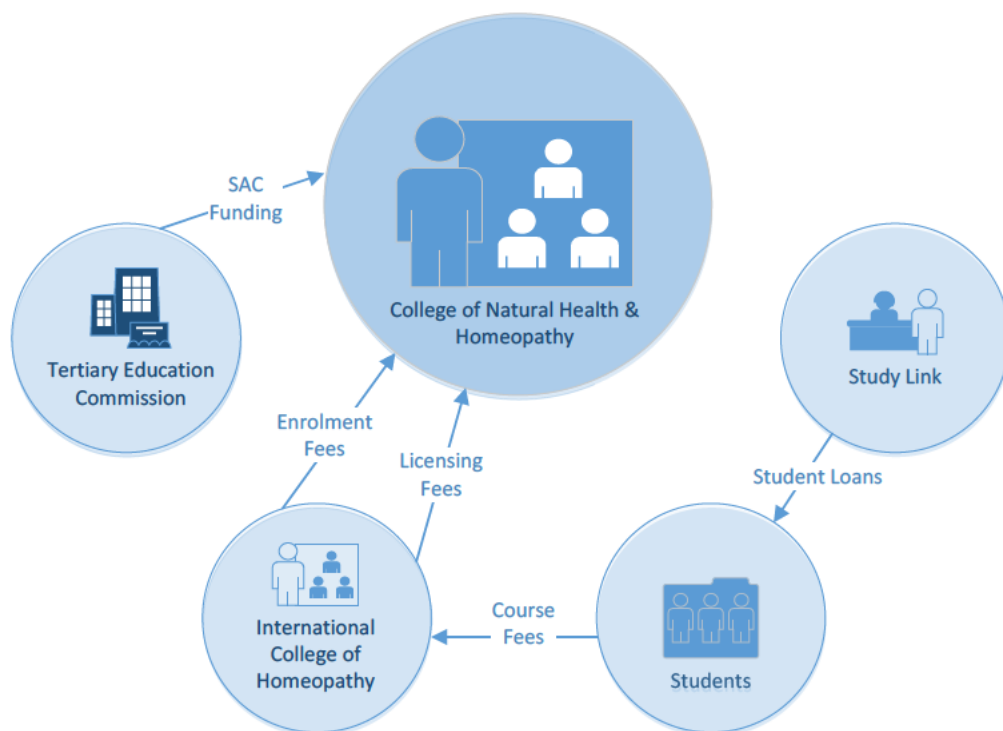 SAC
Funding
College of Natural Health &
Homeopathy
Tertiary Education
Commission
Study Link
Enrolment
Fees
Licensing
Fees
Student Loans
International
College of
Homeopathy
Course
Fees
Students